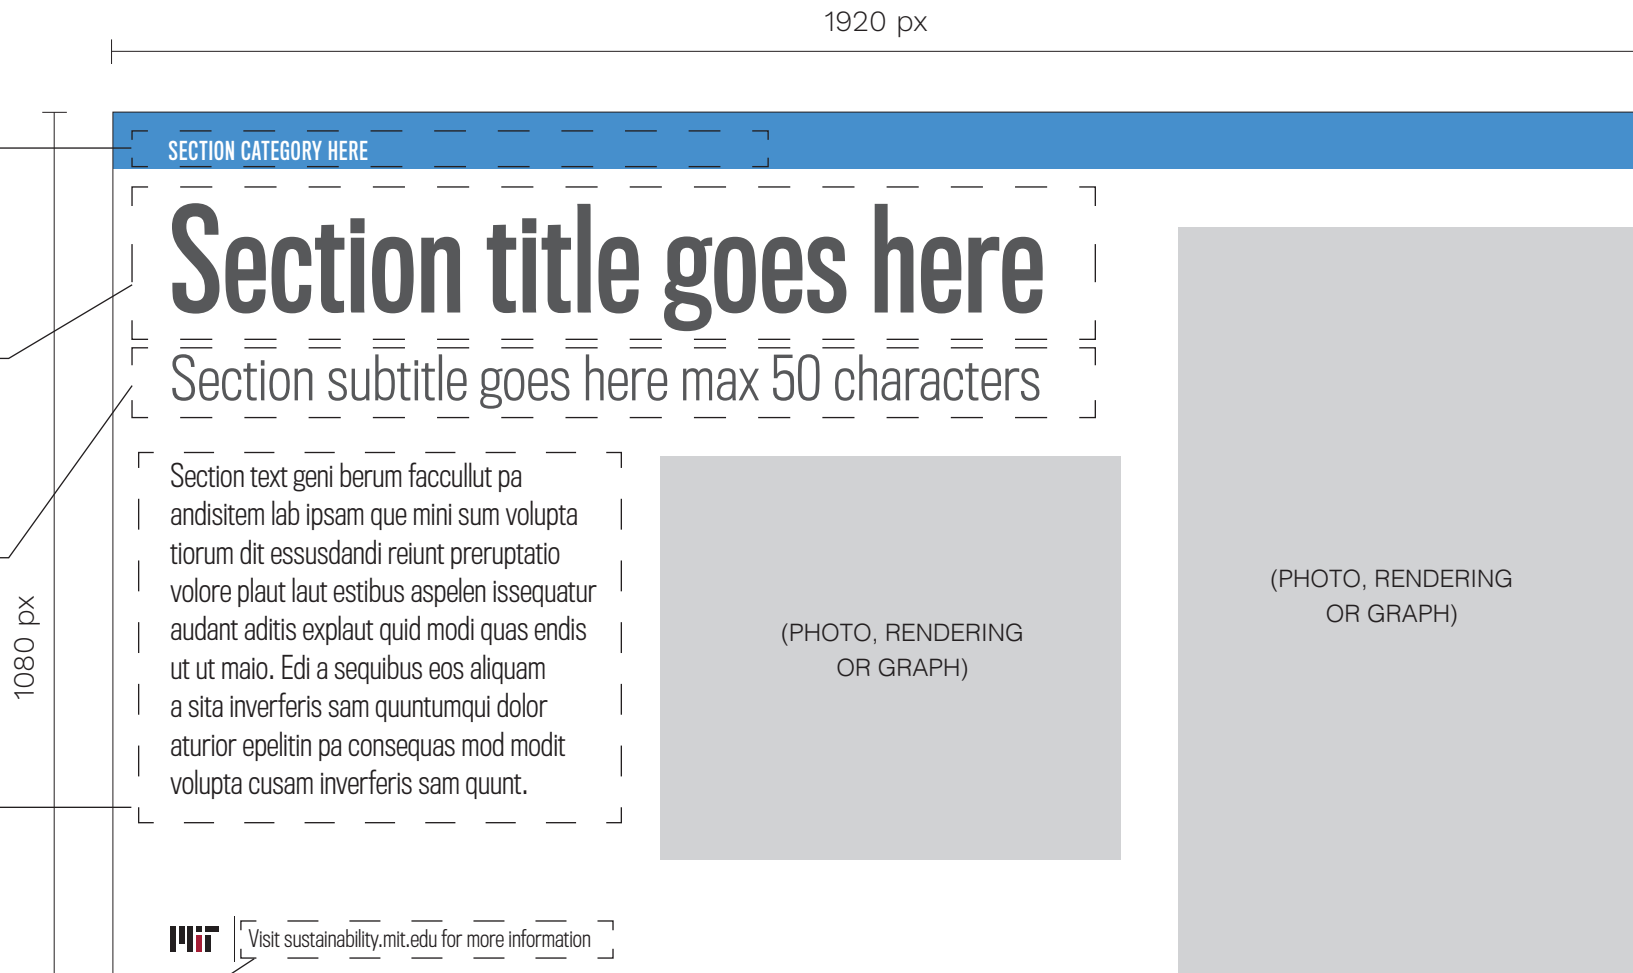 1920 px
SECTION CATEGORY HERE
Section title goes here
Section subtitle goes here max 50 characters
Section text geni berum faccullut pa
andisitem lab ipsam que mini sum volupta
tiorum dit essusdandi reiunt preruptatio
volore plaut laut estibus aspelen issequatur
audant aditis explaut quid modi quas endis
ut ut maio. Edi a sequibus eos aliquam
a sita inverferis sam quuntumqui dolor
aturior epelitin pa consequas mod modit
volupta cusam inverferis sam quunt.
(PHOTO, RENDERING
OR GRAPH)
(PHOTO, RENDERING
OR GRAPH)
1080 px
MIT
Visit sustainability.mit.edu for more information